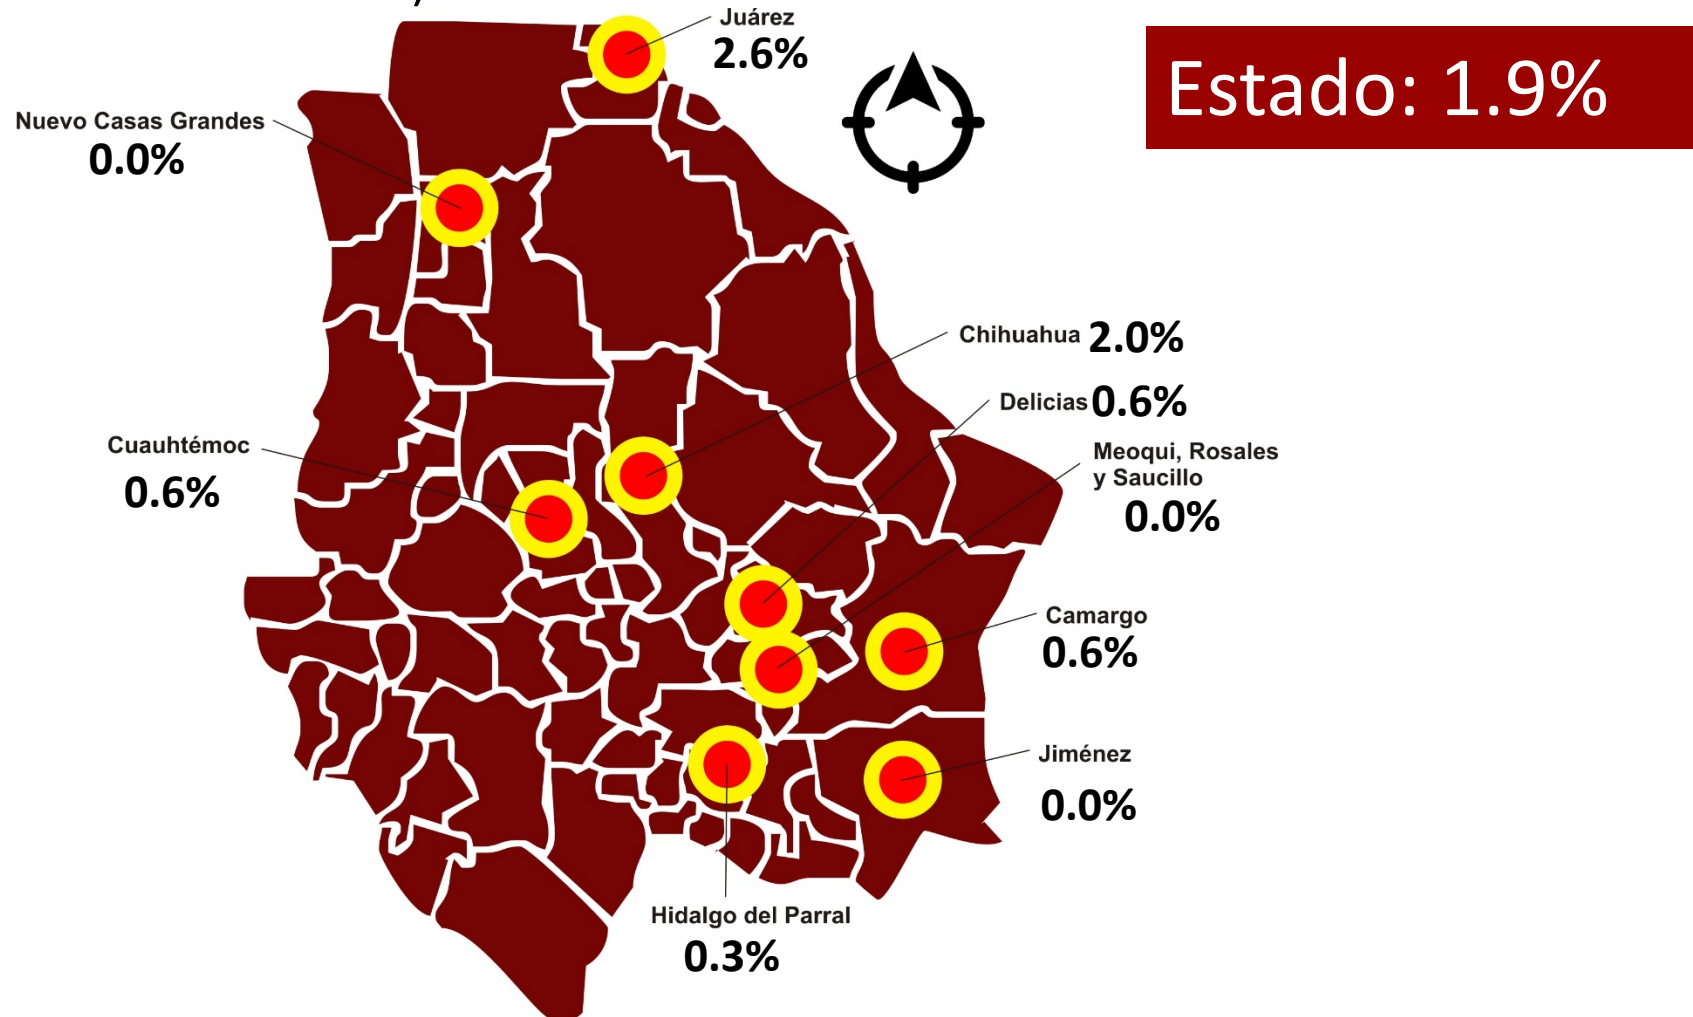 Juárez
2.6%
Estado: 1.9%
Nuevo Casas Grandes
0.0%
Chihuahua 2.0%
Delicias 0.6%
Cuauhtémoc
0.6%
Meoqui, Rosales
y Saucillo
0.0%
Camargo
0.6%
Jiménez
0.0%
Hidalgo del Parral
0.3%